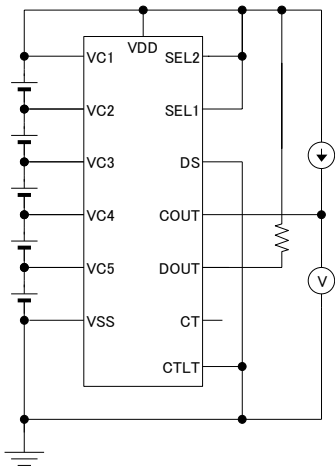 VDD
VC1 SEL2
VC2 SEL1
VC3 DS
VC4 COUT
VC5 DOUT
VSS CT
CTLT
V